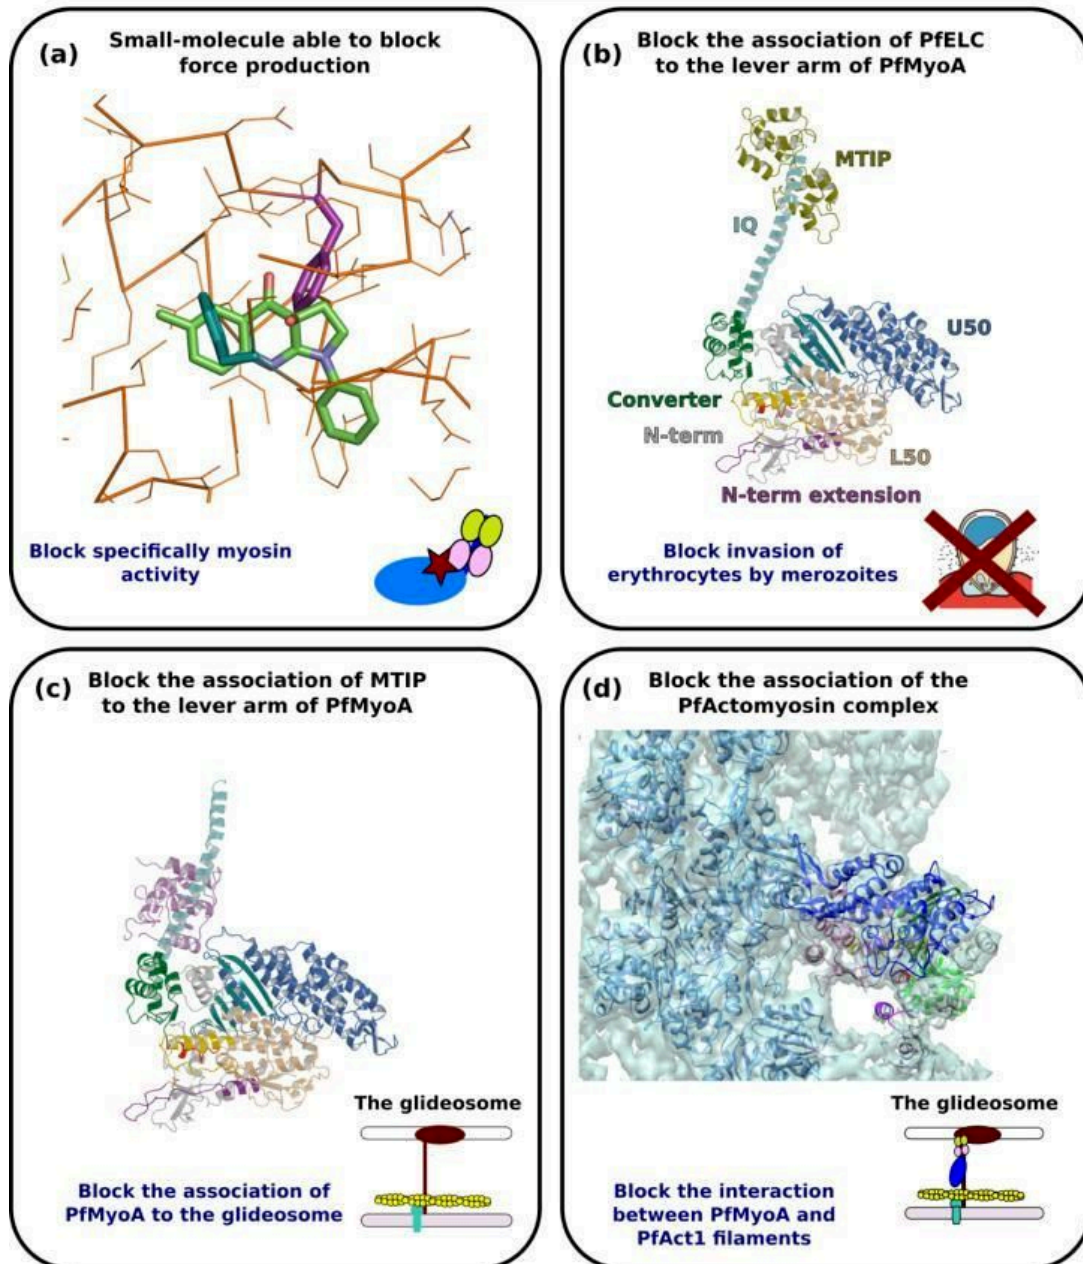 (a)
Small-molecule able to block
force production
Block specifically myosin
activity
(b)
Block the association of PfELC
to the lever arm of PfMyoA
MTIP
IQ
U50
Converter
N-term
L50
N-term extension
Block invasion of
erythrocytes by merozoites
(c)
Block the association of MTIP
to the lever arm of PfMyoA
The glideosome
Block the association of
PfMyoA to the glideosome
(d)
Block the association of the
PfActomyosin complex
The glideosome
Block the interaction
between PfMyoA and
PfAct1 filaments